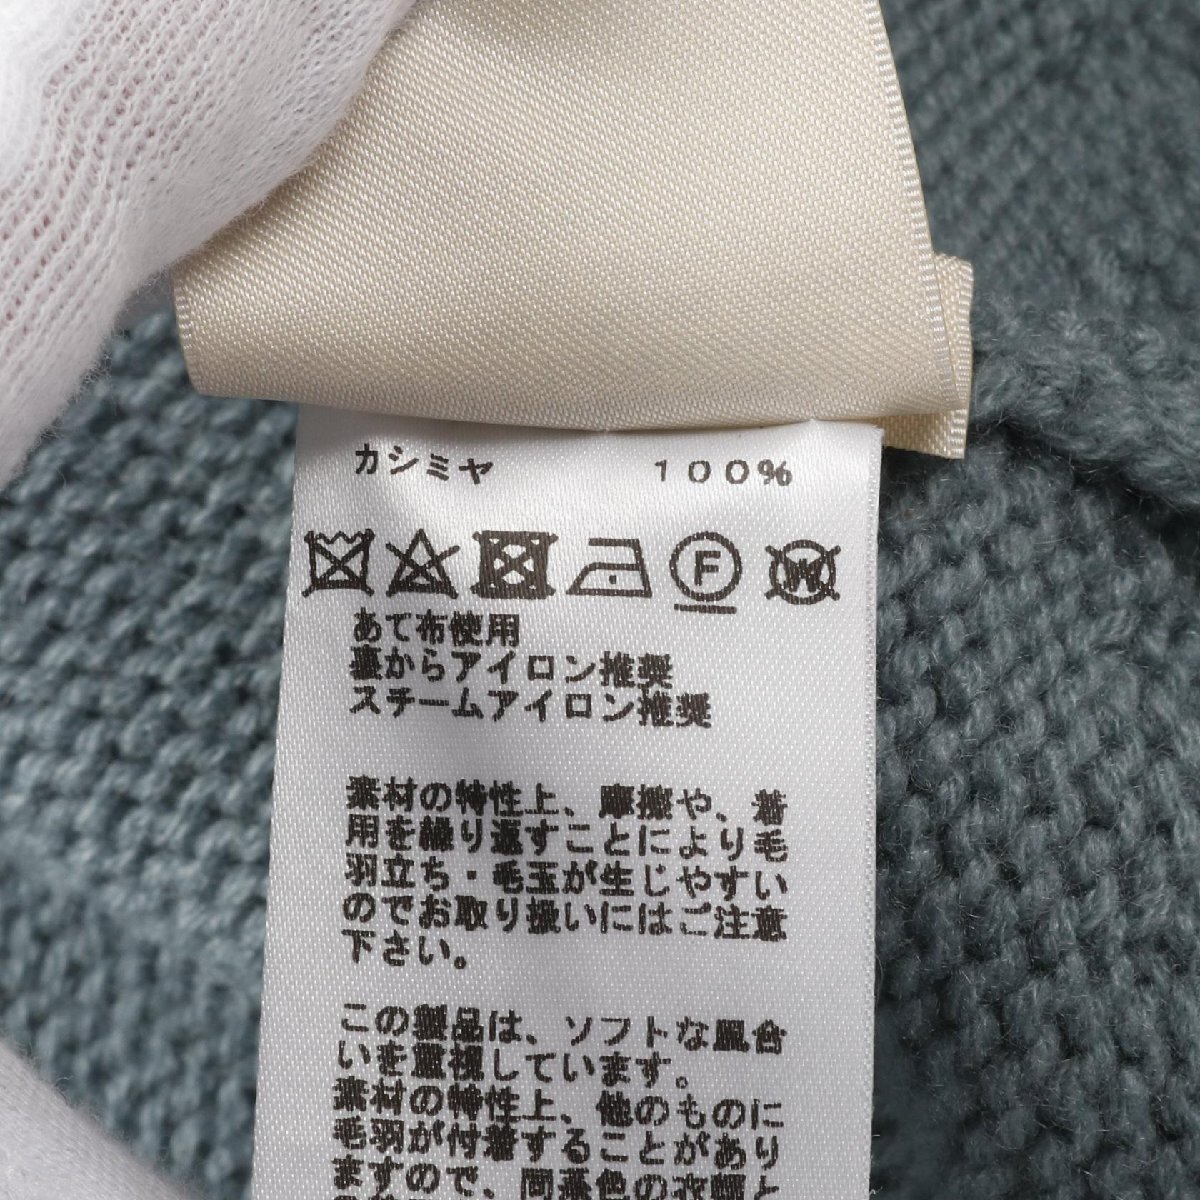 カシミヤ 100%
F W
あて布使用
裏からアイロン推奨
スチームアイロン推奨
素材の特性上、摩擦や、着
用を繰り返すことにより毛
羽立ち・毛玉が生じやすい
のでお取り扱いにはご注意
下さい。
この製品は、ソフトな風合
いを重視しています。
素材の特性上、他のものに
毛羽が付着することがあり
ますので、同系色の衣類と